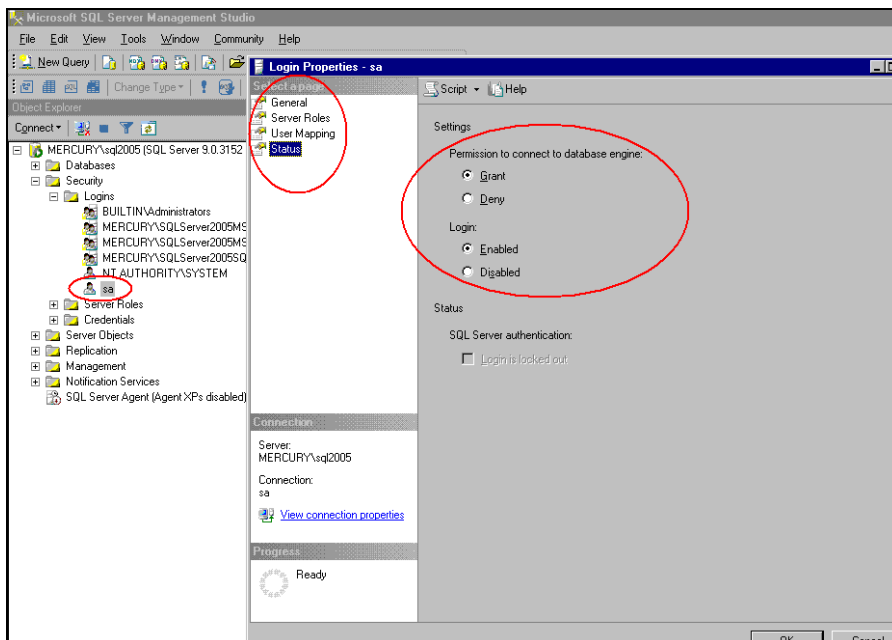 Microsoft SQL Server Management Studio
File Edit View Tools Window Community Help
New Query
Change Type
Object Explorer
Connect
MERCURY\sql2005 (SQL Server 9.0.3152
Databases
Security
Logins
BUILTIN\Administrators
MERCURY\SQLServer2005MS
MERCURY\SQLServer2005MS
MERCURY\SQLServer2005SQ
NT AUTHORITY\SYSTEM
sa
Server Roles
Credentials
Server Objects
Replication
Management
Notification Services
SQL Server Agent (Agent XPs disabled)
Login Properties - sa
Select a page
General
Server Roles
User Mapping
Status
Connection
Server:
MERCURY\sql2005
Connection:
sa
View connection properties
Progress
Ready
Script Help
Settings
Permission to connect to database engine:
Grant
Deny
Login:
Enabled
Disabled
Status
SQL Server authentication:
Login is locked out
OK Cancel